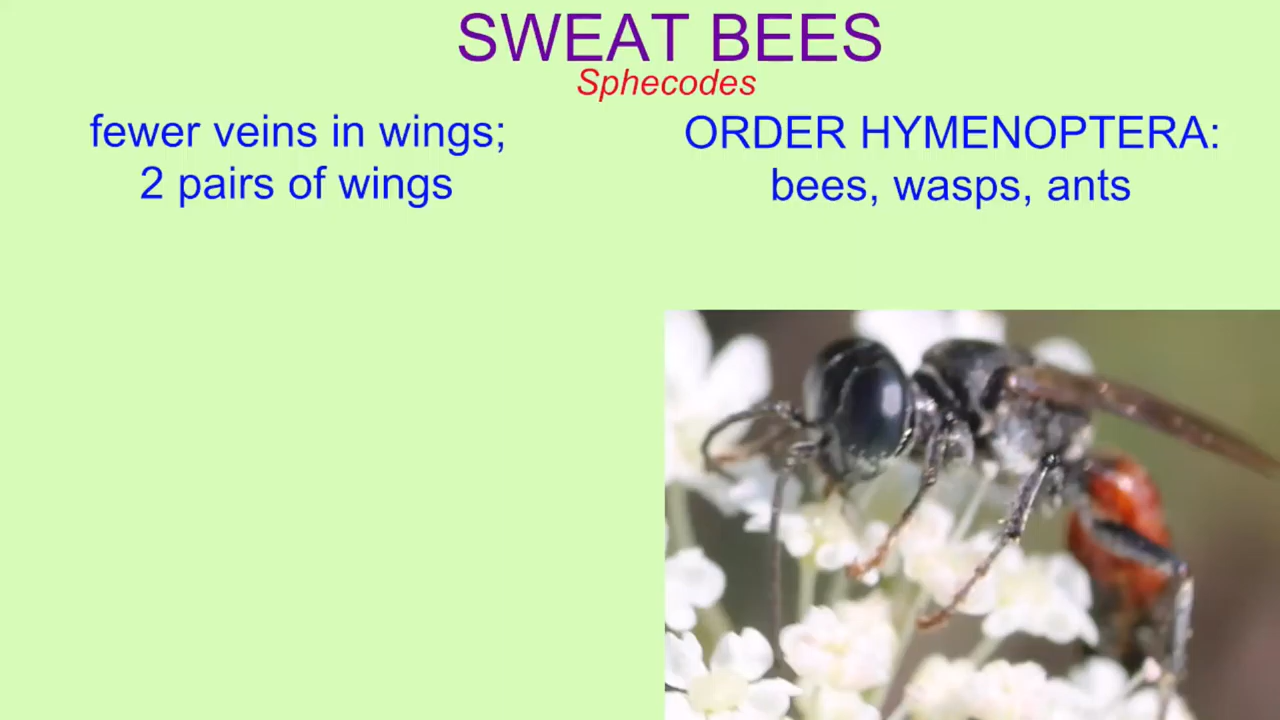 SWEAT BEES
Sphecodes
fewer veins in wings;
2 pairs of wings
ORDER HYMENOPTERA:
bees, wasps, ants